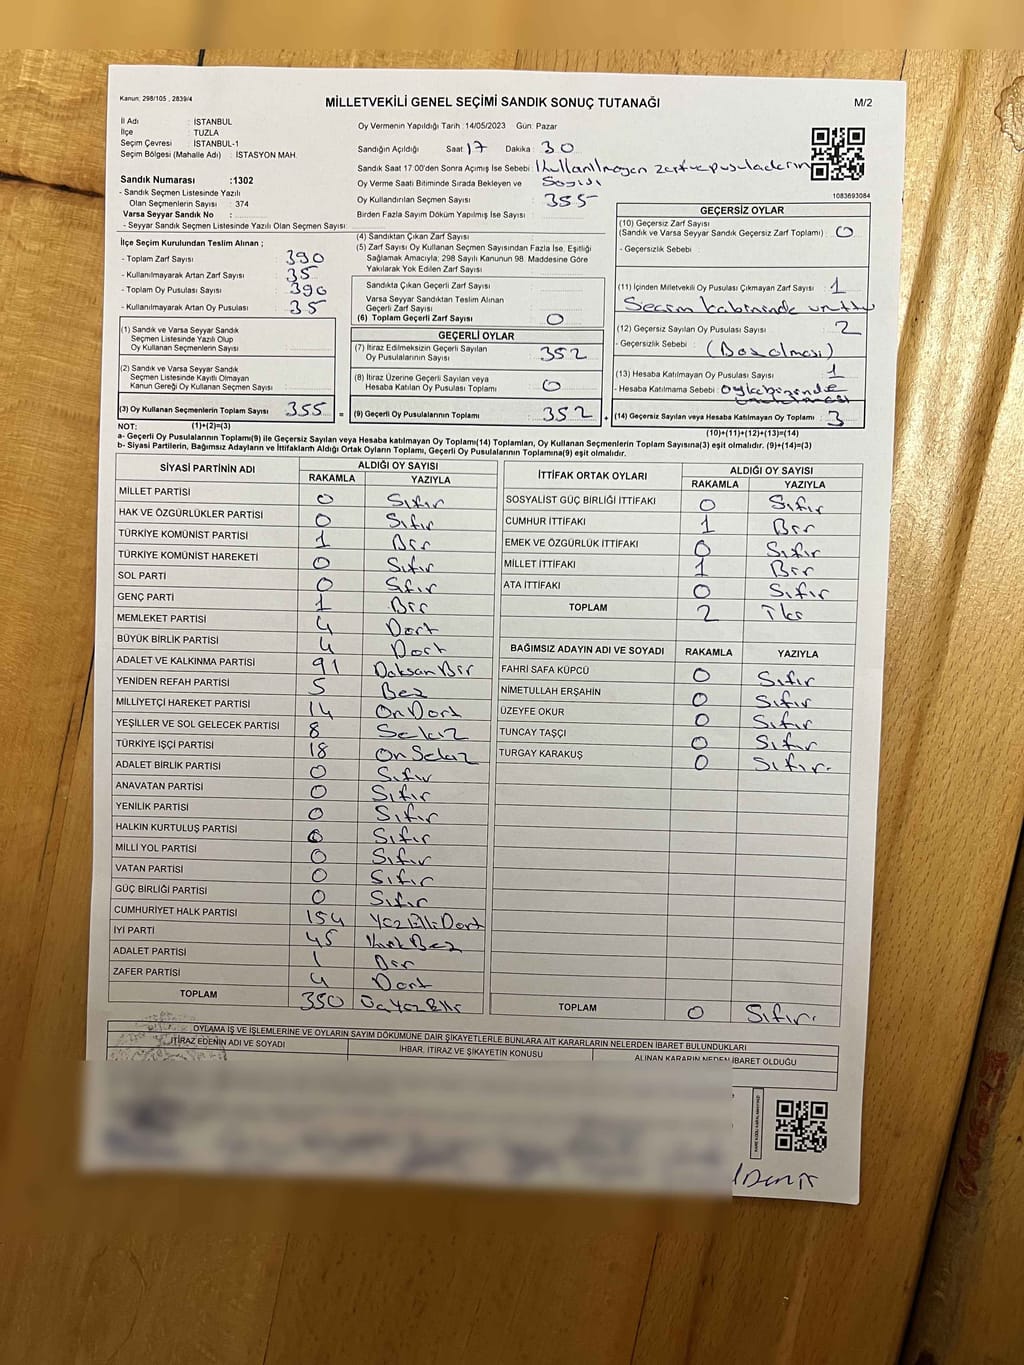 Kanun: 298/105 , 2839/4
MİLLETVEKİLİ GENEL SEÇİMİ SANDIK SONUÇ TUTANAĞI
M/2
İl Adı : İSTANBUL
İlçe TUZLA
Seçim Çevresi : İSTANBUL-1
Seçim Bölgesi (Mahalle Adı) : İSTASYON MAH.
Sandık Numarası :1302
- Sandık Seçmen Listesinde Yazılı
Olan Seçmenlerin Sayısı : 374
Varsa Seyyar Sandık No :
- Seyyar Sandık Seçmen Listesinde Yazılı Olan Seçmen Sayısı:
Oy Vermenin Yapıldığı Tarih :14/05/2023 Gün: Pazar
Sandığın Açıldığı Saat 17 Dakika : 30
Sandık Saat 17.00'den Sonra Açımış İse Sebebi : Kullanılmayan zarf ve pusulaların
Oy Verme Saati Bitiminde Sırada Bekleyen ve Sayısı
Oy Kullandırılan Seçmen Sayısı : 355
Birden Fazla Sayım Döküm Yapılmış İse Sayısı :
1083693084
İlçe Seçim Kurulundan Teslim Alınan ;
- Toplam Zarf Sayısı : 390
- Kullanılmayarak Artan Zarf Sayısı : 35
- Toplam Oy Pusulası Sayısı : 390
- Kullanılmayarak Artan Oy Pusulası : 35
(1) Sandık ve Varsa Seyyar Sandık
Seçmen Listesinde Yazılı Olup
Oy Kullanan Seçmenlerin Sayısı :
(2) Sandık ve Varsa Seyyar Sandık
Seçmen Listesinde Kayıtlı Olmayan
Kanun Gereği Oy Kullanan Seçmen Sayısı :
(3) Oy Kullanan Seçmenlerin Toplam Sayısı : 355 =
(4) Sandıktan Çıkan Zarf Sayısı :
(5) Zarf Sayısı Oy Kullanan Seçmen Sayısından Fazla İse, Eşitliği
Sağlamak Amacıyla; 298 Sayılı Kanunun 98. Maddesine Göre
Yakılarak Yok Edilen Zarf Sayısı :
Sandıkta Çıkan Geçerli Zarf Sayısı :
Varsa Seyyar Sandıktan Teslim Alınan
Geçerli Zarf Sayısı :
(6) Toplam Geçerli Zarf Sayısı : 0
GEÇERLİ OYLAR
(7) İtiraz Edilmeksizin Geçerli Sayılan
Oy Pusulalarının Sayısı : 352
(8) İtiraz Üzerine Geçerli Sayılan veya
Hesaba Katılan Oy Pusulası Toplamı : 0
(9) Geçerli Oy Pusulalarının Toplamı : 352 +
GEÇERSİZ OYLAR
(10) Geçersiz Zarf Sayısı
(Sandık ve Varsa Seyyar Sandık Geçersiz Zarf Toplamı) : 0
- Geçersizlik Sebebi :
(11) İçinden Milletvekili Oy Pusulası Çıkmayan Zarf Sayısı : 1
Seçim kabininde
(12) Geçersiz Sayılan Oy Pusulası Sayısı : 2
- Geçersizlik Sebebi : (Boş olması)
(13) Hesaba Katılmayan Oy Pusulası Sayısı : 1
- Hesaba Katılmama Sebebi :
(14) Geçersiz Sayılan veya Hesaba Katılmayan Oy Toplamı : 3
NOT: (1)+(2)=(3)
(10)+(11)+(12)+(13)=(14)
a- Geçerli Oy Pusulalarının Toplamı(9) ile Geçersiz Sayılan veya Hesaba katılmayan Oy Toplamı(14) Toplamları, Oy Kullanan Seçmenlerin Toplam Sayısına(3) eşit olmalıdır. (9)+(14)=(3)
b- Siyasi Partilerin, Bağımsız Adayların ve İttifakların Aldığı Ortak Oyların Toplamı, Geçerli Oy Pusulalarının Toplamına(9) eşit olmalıdır.
SİYASİ PARTİNİN ADI ALDIĞI OY SAYISI
RAKAMLA YAZIYLA
MİLLET PARTİSİ 0 Sıfır
HAK VE ÖZGÜRLÜKLER PARTİSİ 0 Sıfır
TÜRKİYE KOMÜNİST PARTİSİ 1 Bir
TÜRKİYE KOMÜNİST HAREKETİ 0 Sıfır
SOL PARTİ 0 Sıfır
GENÇ PARTİ 1 Bir
MEMLEKET PARTİSİ 4 Dört
BÜYÜK BİRLİK PARTİSİ 4 Dört
ADALET VE KALKINMA PARTİSİ 91 Doksan Bir
YENİDEN REFAH PARTİSİ 5 Beş
MİLLİYETÇİ HAREKET PARTİSİ 14 On Dört
YEŞİLLER VE SOL GELECEK PARTİSİ 8 Sekiz
TÜRKİYE İŞÇİ PARTİSİ 18 On Sekiz
ADALET BİRLİK PARTİSİ 0 Sıfır
ANAVATAN PARTİSİ 0 Sıfır
YENİLİK PARTİSİ 0 Sıfır
HALKIN KURTULUŞ PARTİSİ 0 Sıfır
MİLLİ YOL PARTİSİ 0 Sıfır
VATAN PARTİSİ 0 Sıfır
GÜÇ BİRLİĞİ PARTİSİ 0 Sıfır
CUMHURİYET HALK PARTİSİ 154 Yüz Elli Dört
İYİ PARTİ 45 Kırk Beş
ADALET PARTİSİ 1 Bir
ZAFER PARTİSİ 4 Dört
TOPLAM 350 Üç Yüz Elli
İTTİFAK ORTAK OYLARI ALDIĞI OY SAYISI
RAKAMLA YAZIYLA
SOSYALİST GÜÇ BİRLİĞİ İTTİFAKI 0 Sıfır
CUMHUR İTTİFAKI 1 Bir
EMEK VE ÖZGÜRLÜK İTTİFAKI 0 Sıfır
MİLLET İTTİFAKI 1 Bir
ATA İTTİFAKI 0 Sıfır
TOPLAM 2 İki
BAĞIMSIZ ADAYIN ADI VE SOYADI RAKAMLA YAZIYLA
FAHRİ SAFA KÜPCÜ 0 Sıfır
NİMETULLAH ERŞAHİN 0 Sıfır
ÜZEYFE OKUR 0 Sıfır
TUNCAY TAŞÇI 0 Sıfır
TURGAY KARAKUŞ 0 Sıfır.
TOPLAM 0 Sıfır.
OYLAMA İŞ VE İŞLEMLERİNE VE OYLARIN SAYIM DÖKÜMÜNE DAİR ŞİKAYETLERLE BUNLARA AİT KARARLARIN NELERDEN İBARET BULUNDUKLARI
İTİRAZ EDENİN ADI VE SOYADI İHBAR, İTİRAZ VE ŞİKAYETİN KONUSU ALINAN KARARIN NEDEN İBARET OLDUĞU